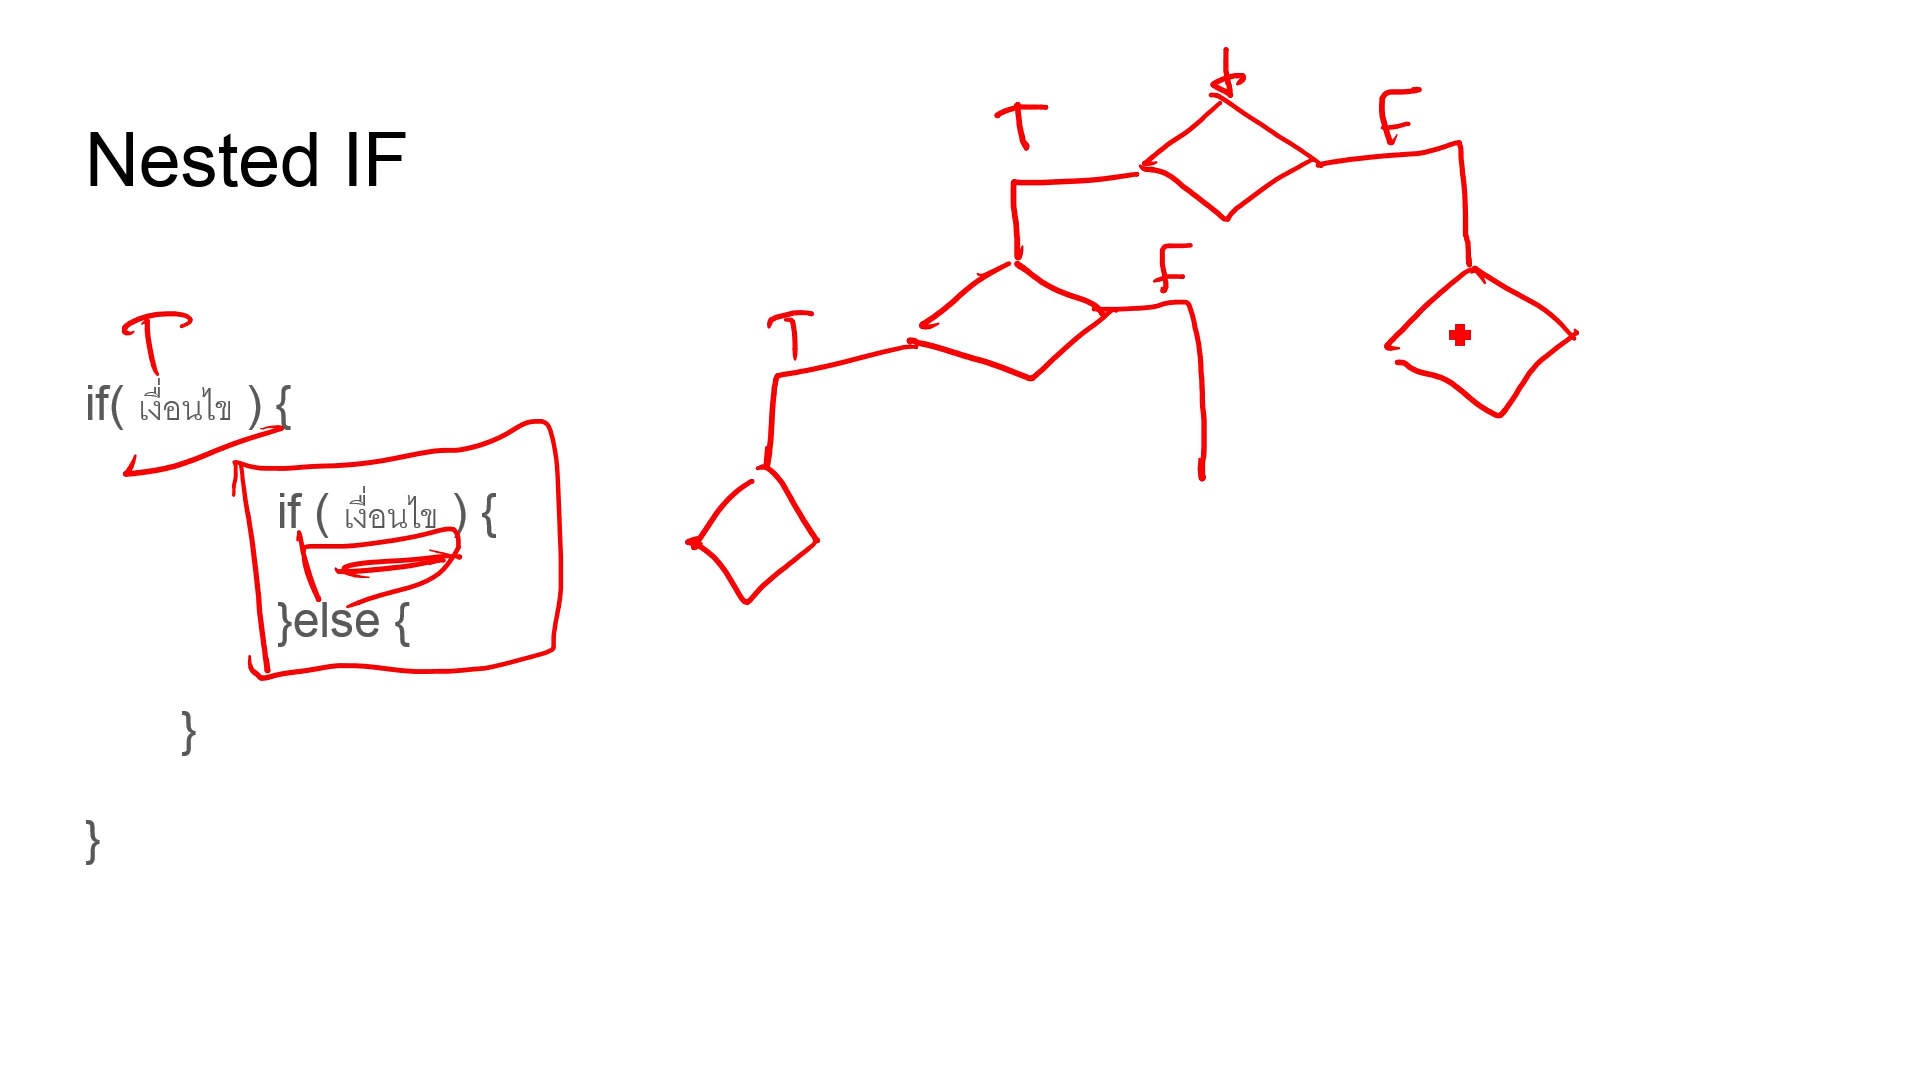 Nested IF
T
F
F
T
T
if( เงื่อนไข ) {
if ( เงื่อนไข ) {
}else {
}
}